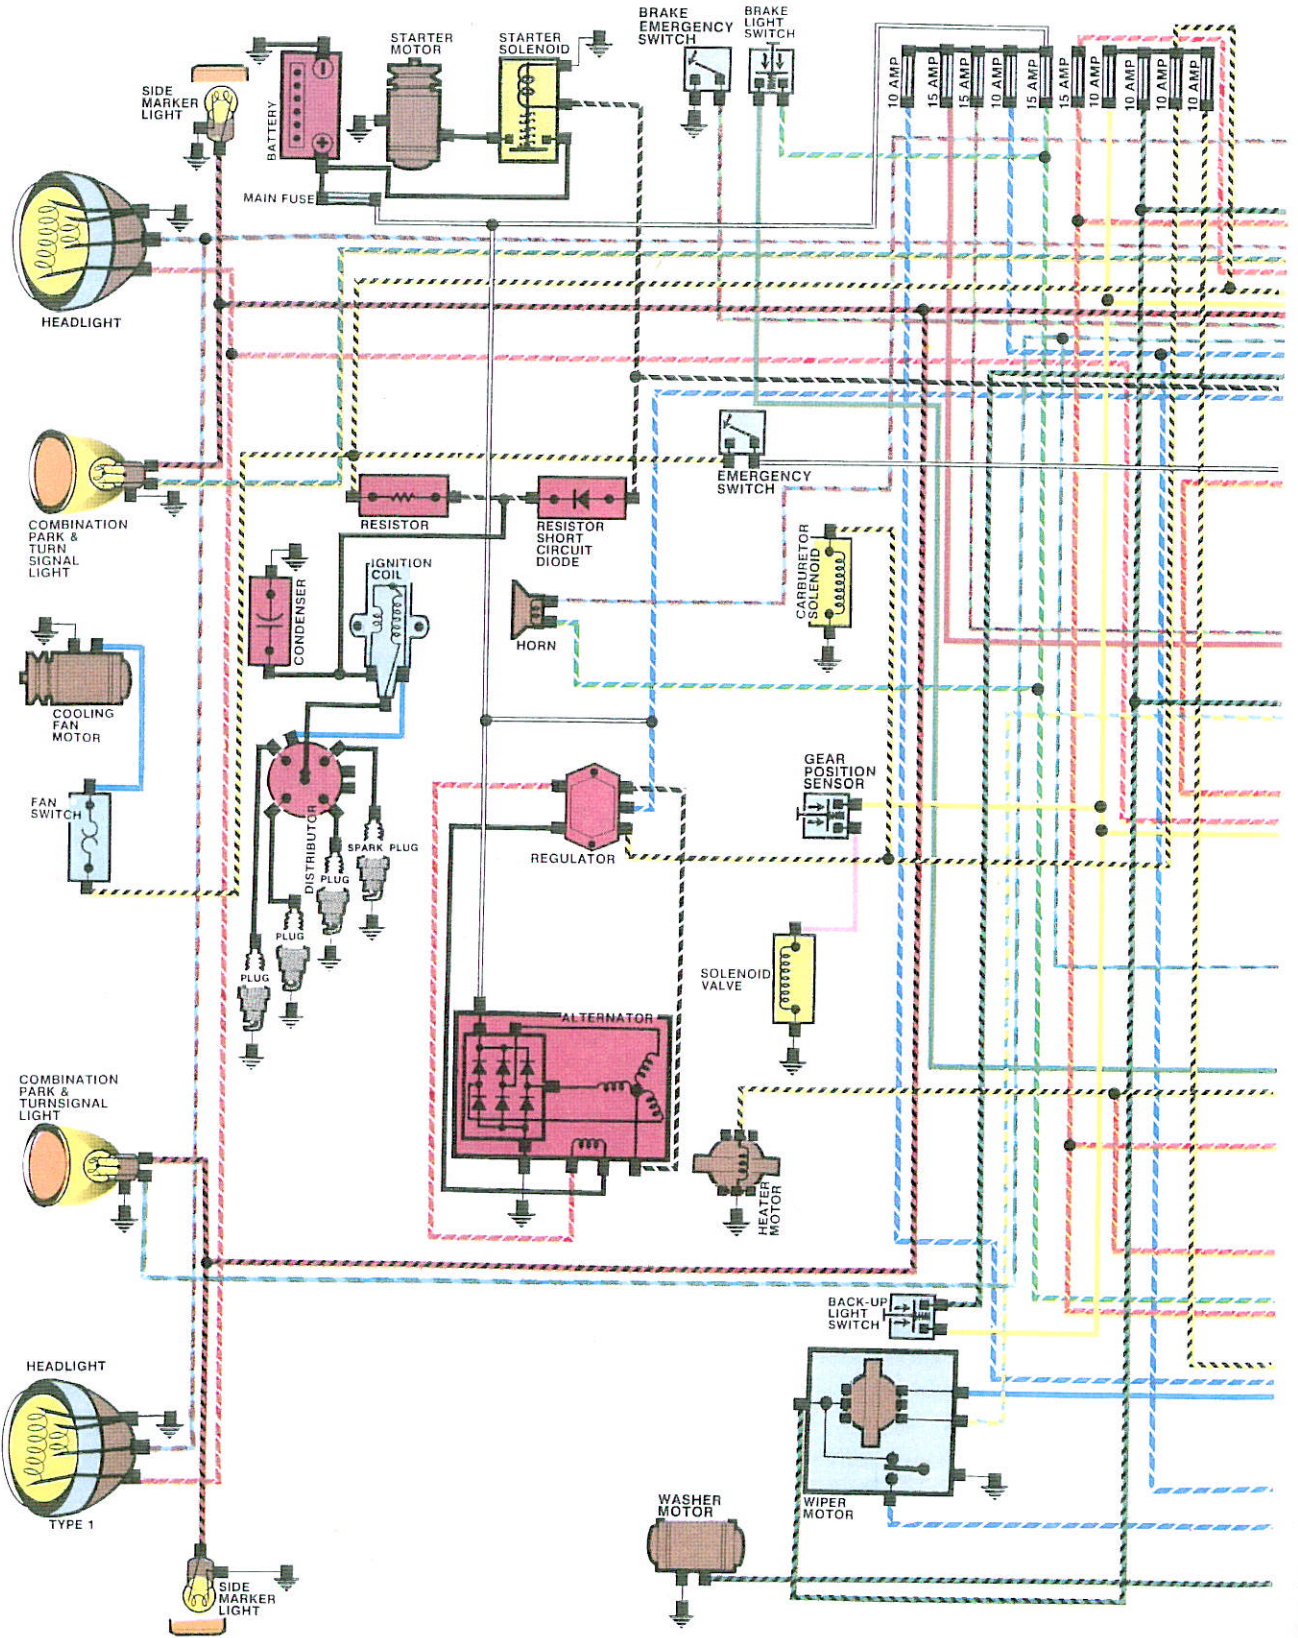 BRAKE
EMERGENCY
SWITCH
BRAKE
LIGHT
SWITCH
STARTER
MOTOR
STARTER
SOLENOID
SIDE
MARKER
LIGHT
BATTERY
10 AMP
15 AMP
15 AMP
10 AMP
15 AMP
15 AMP
10 AMP
10 AMP
10 AMP
10 AMP
MAIN FUSE
HEADLIGHT
EMERGENCY
SWITCH
COMBINATION
PARK &
TURN
SIGNAL
LIGHT
RESISTOR
RESISTOR
SHORT
CIRCUIT
DIODE
CARBURETOR
SOLENOID
IGNITION
COIL
CONDENSER
HORN
COOLING
FAN
MOTOR
FAN
SWITCH
GEAR
POSITION
SENSOR
DISTRIBUTOR
SPARK PLUG
PLUG
PLUG
PLUG
REGULATOR
SOLENOID
VALVE
ALTERNATOR
COMBINATION
PARK &
TURNSIGNAL
LIGHT
HEATER
MOTOR
BACK-UP
LIGHT
SWITCH
HEADLIGHT
TYPE 1
WASHER
MOTOR
WIPER
MOTOR
SIDE
MARKER
LIGHT